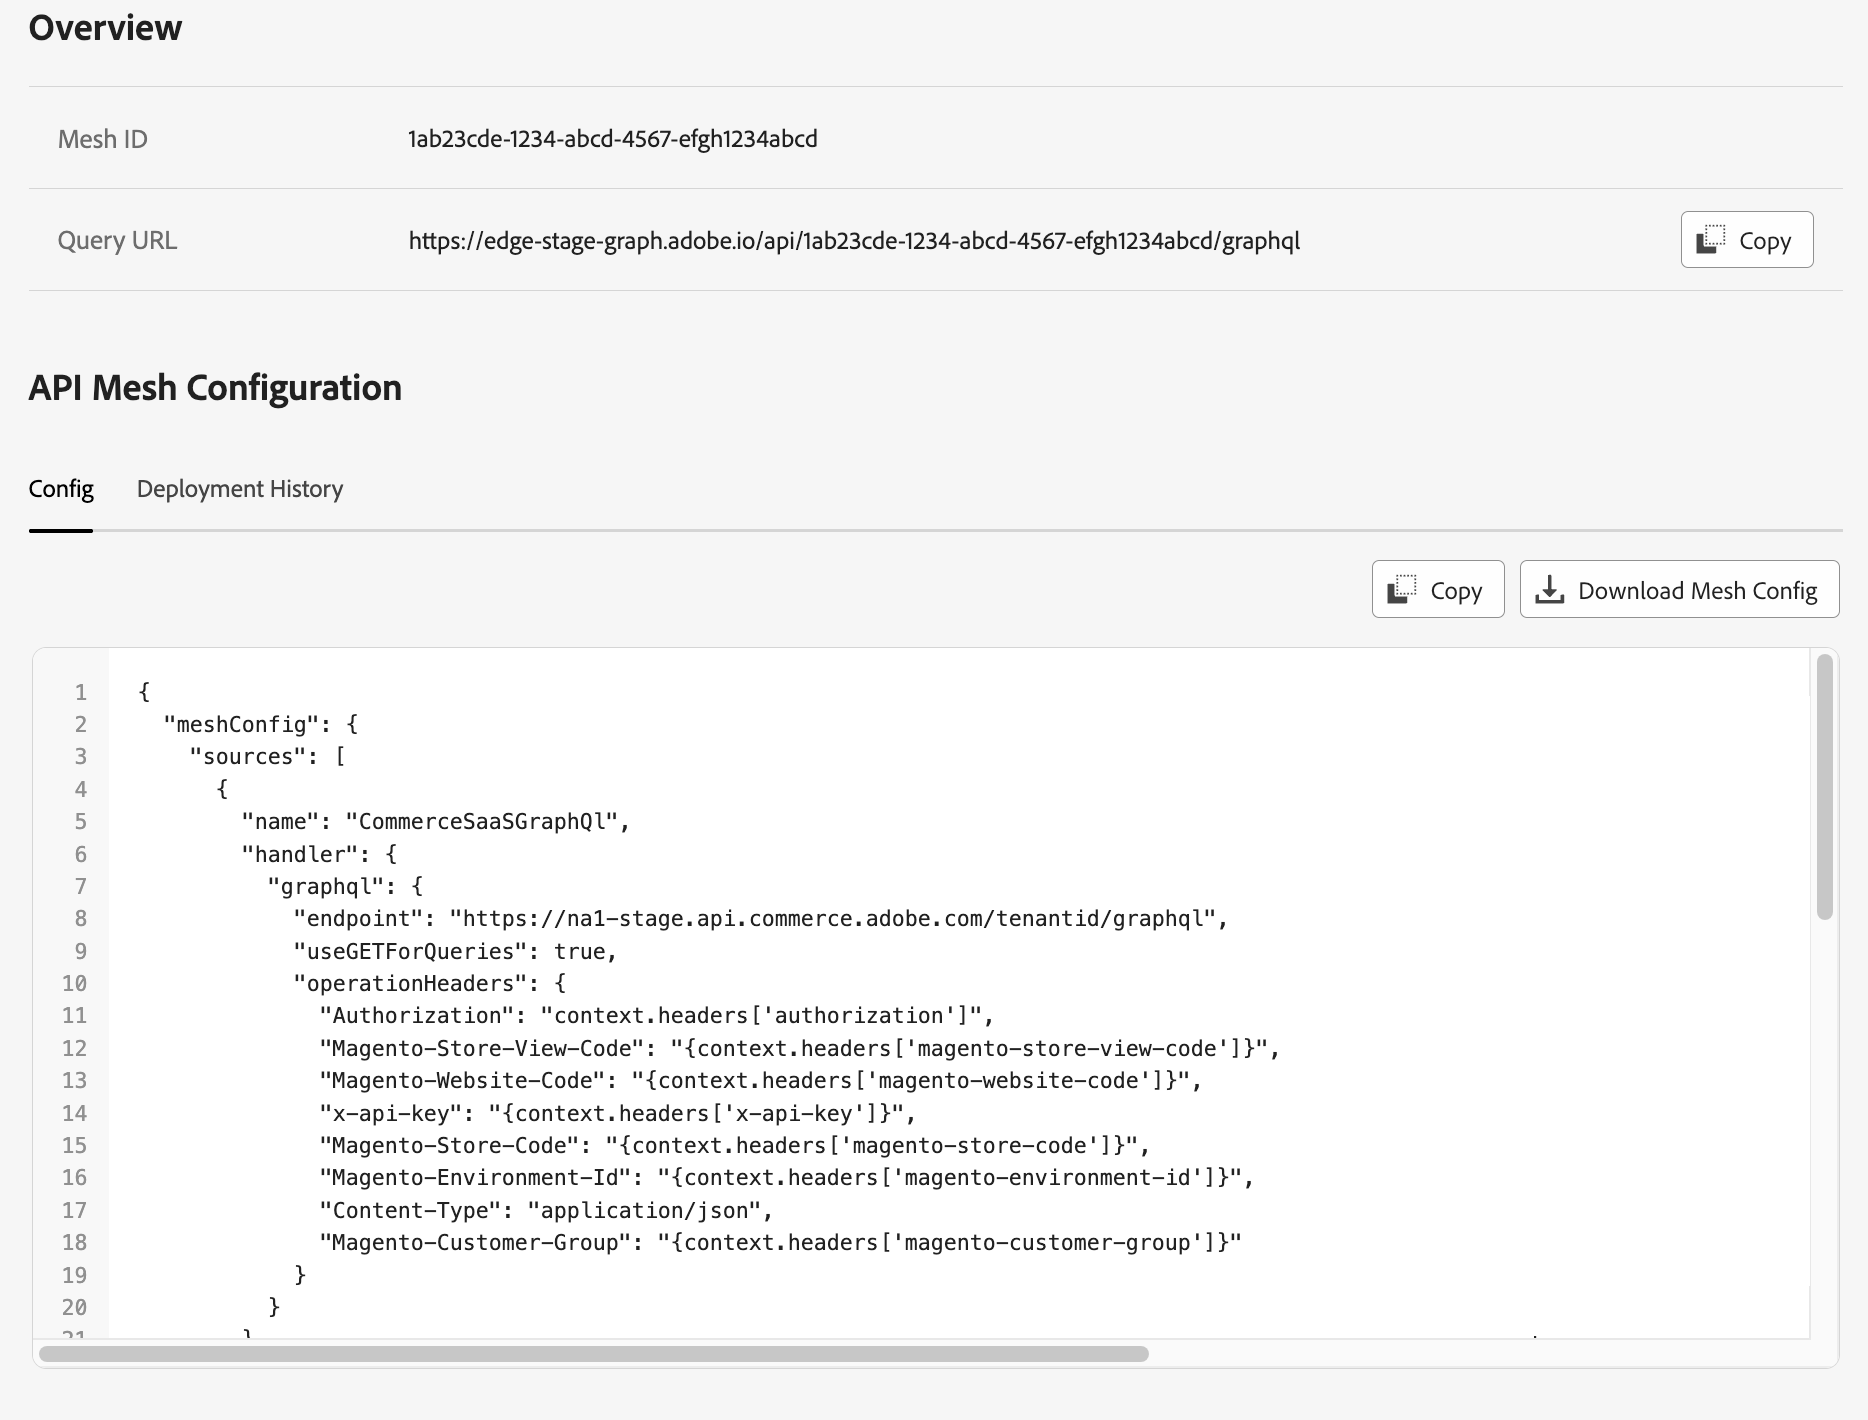 Overview
Mesh ID 1ab23cde-1234-abcd-4567-efgh1234abcd
Query URL https://edge-stage-graph.adobe.io/api/1ab23cde-1234-abcd-4567-efgh1234abcd/graphql Copy
API Mesh Configuration
Config Deployment History
Copy Download Mesh Config
1 {
2 "meshConfig": {
3 "sources": [
4 {
5 "name": "CommerceSaaSGraphQl",
6 "handler": {
7 "graphql": {
8 "endpoint": "https://na1-stage.api.commerce.adobe.com/tenantid/graphql",
9 "useGETForQueries": true,
10 "operationHeaders": {
11 "Authorization": "context.headers['authorization']",
12 "Magento-Store-View-Code": "{context.headers['magento-store-view-code']}",
13 "Magento-Website-Code": "{context.headers['magento-website-code']}",
14 "x-api-key": "{context.headers['x-api-key']}",
15 "Magento-Store-Code": "{context.headers['magento-store-code']}",
16 "Magento-Environment-Id": "{context.headers['magento-environment-id']}",
17 "Content-Type": "application/json",
18 "Magento-Customer-Group": "{context.headers['magento-customer-group']}"
19 }
20 }
21 }